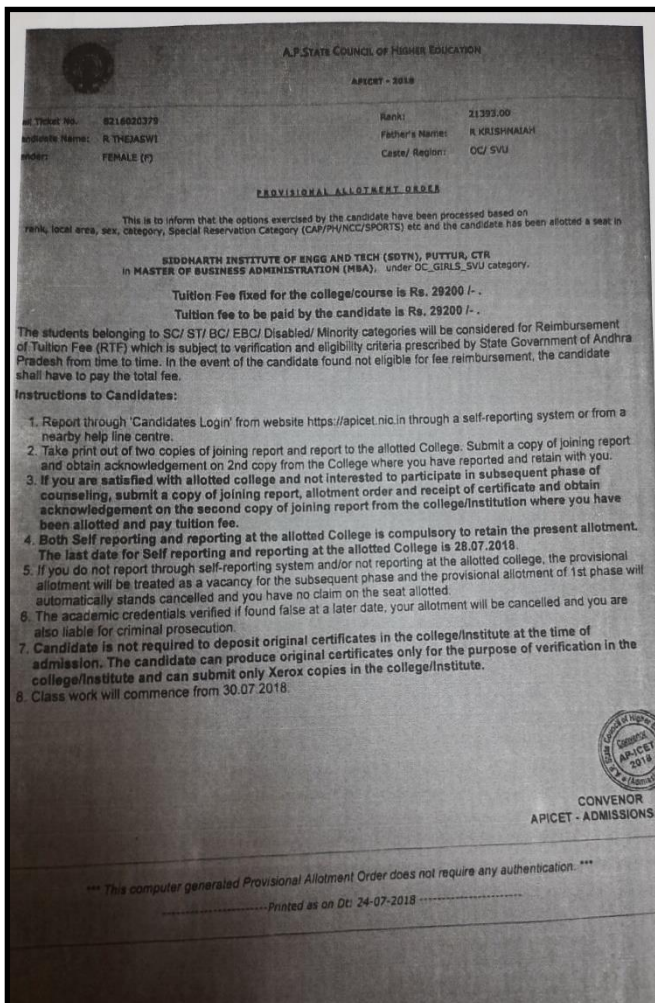 A.P.STATE COUNCIL OF HIGHER EDUCATION
APICET - 2018
Ticket No. 8216020379
Rank: 21393.00
Name: R THEJASWI
Father's Name: R KRISHNAIAH
FEMALE (F)
Caste/ Region: OC/ SVU
PROVISIONAL ALLOTMENT ORDER
This is to inform that the options exercised by the candidate have been processed based on
rank, local area, sex, category, Special Reservation Category (CAP/PH/NCC/SPORTS) etc and the candidate has been allotted a seat in
SIDDHARTH INSTITUTE OF ENGG AND TECH (SDTN), PUTTUR, CTR
in MASTER OF BUSINESS ADMINISTRATION (MBA), under OC_GIRLS_SVU category.
Tuition Fee fixed for the college/course is Rs. 29200 /- .
Tuition fee to be paid by the candidate is Rs. 29200 /- .
The students belonging to SC/ ST/ BC/ EBC/ Disabled/ Minority categories will be considered for Reimbursement
of Tuition Fee (RTF) which is subject to verification and eligibility criteria prescribed by State Government of Andhra
Pradesh from time to time. In the event of the candidate found not eligible for fee reimbursement, the candidate
shall have to pay the total fee.
Instructions to Candidates:
1. Report through 'Candidates Login' from website https://apicet.nic.in through a self-reporting system or from a
nearby help line centre.
2. Take print out of two copies of joining report and report to the allotted College. Submit a copy of joining report
and obtain acknowledgement on 2nd copy from the College where you have reported and retain with you.
3. If you are satisfied with allotted college and not interested to participate in subsequent phase of
counseling, submit a copy of joining report, allotment order and receipt of certificate and obtain
acknowledgement on the second copy of joining report from the college/Institution where you have
been allotted and pay tuition fee.
4. Both Self reporting and reporting at the allotted College is compulsory to retain the present allotment.
The last date for Self reporting and reporting at the allotted College is 28.07.2018.
5. If you do not report through self-reporting system and/or not reporting at the allotted college, the provisional
allotment will be treated as a vacancy for the subsequent phase and the provisional allotment of 1st phase will
automatically stands cancelled and you have no claim on the seat allotted.
6. The academic credentials verified if found false at a later date, your allotment will be cancelled and you are
also liable for criminal prosecution.
7. Candidate is not required to deposit original certificates in the college/Institute at the time of
admission. The candidate can produce original certificates only for the purpose of verification in the
college/Institute and can submit only Xerox copies in the college/Institute.
8. Class work will commence from 30.07.2018.
A.P. State Council of Higher
Convenor
AP-ICET
2018
CONVENOR
APICET - ADMISSIONS
*** This computer generated Provisional Allotment Order does not require any authentication. ***
---------------------Printed as on Dt: 24-07-2018 ---------------------